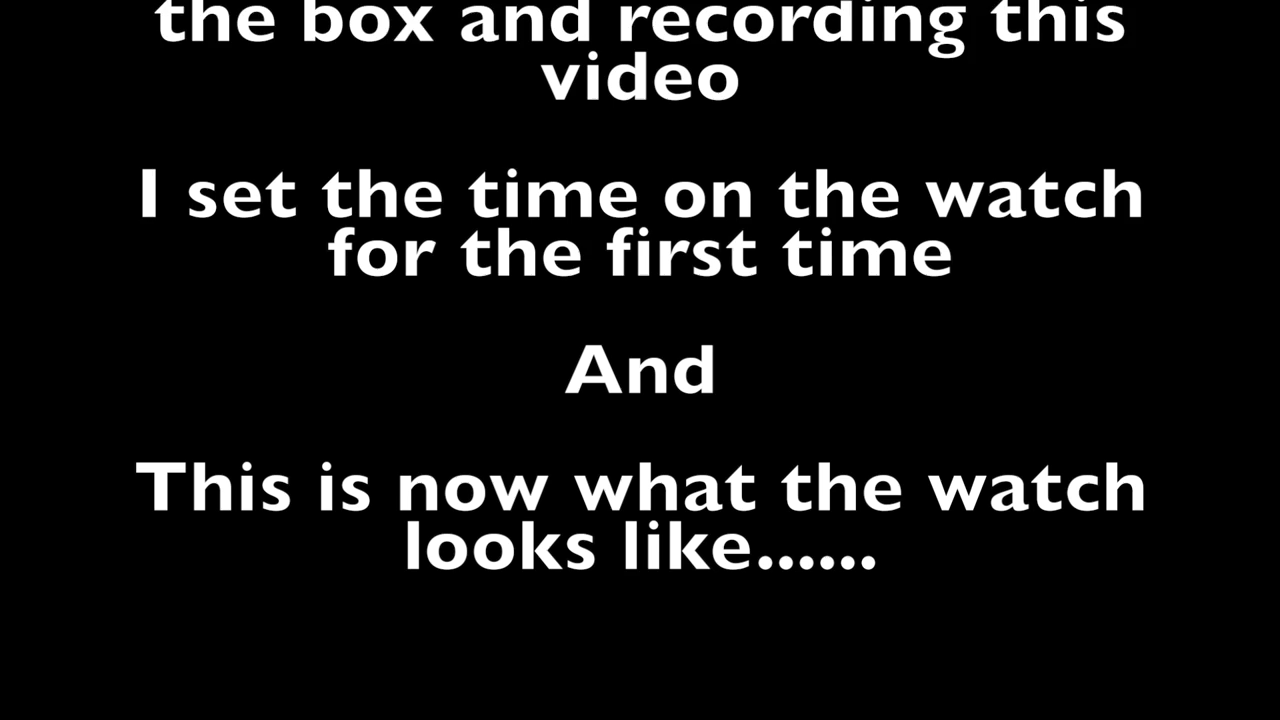 the box and recording this
video
I set the time on the watch
for the first time
And
This is now what the watch
looks like......